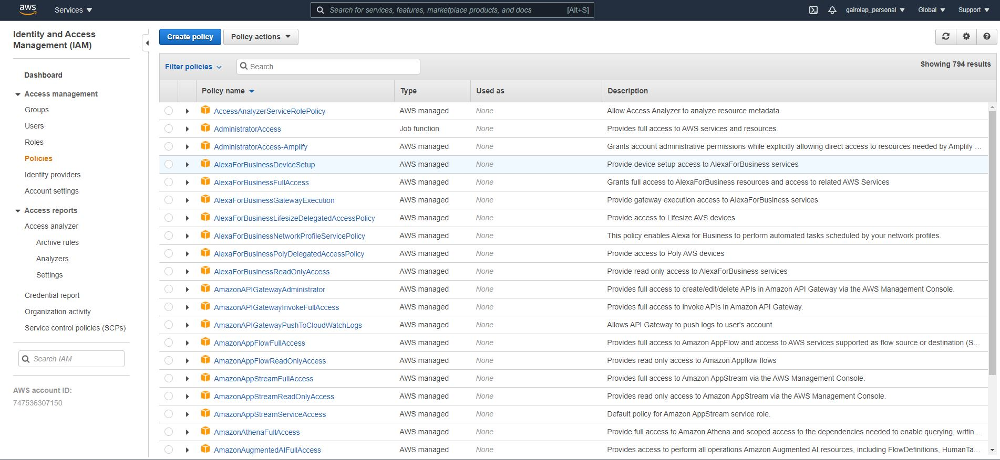 aws Services Search for services, features, marketplace products, and docs [Alt+S] gairolap_personal Global Support
Identity and Access
Management (IAM)
Dashboard
Access management
Groups
Users
Roles
Policies
Identity providers
Account settings
Access reports
Access analyzer
Archive rules
Analyzers
Settings
Credential report
Organization activity
Service control policies (SCPs)
Search IAM
AWS account ID:
747536307150
Create policy Policy actions
Filter policies Search Showing 794 results
Policy name Type Used as Description
AccessAnalyzerServiceRolePolicy AWS managed None Allow Access Analyzer to analyze resource metadata
AdministratorAccess Job function None Provides full access to AWS services and resources.
AdministratorAccess-Amplify AWS managed None Grants account administrative permissions while explicitly allowing direct access to resources needed by Amplify ...
AlexaForBusinessDeviceSetup AWS managed None Provide device setup access to AlexaForBusiness services
AlexaForBusinessFullAccess AWS managed None Grants full access to AlexaForBusiness resources and access to related AWS Services
AlexaForBusinessGatewayExecution AWS managed None Provide gateway execution access to AlexaForBusiness services
AlexaForBusinessLifesizeDelegatedAccessPolicy AWS managed None Provide access to Lifesize AVS devices
AlexaForBusinessNetworkProfileServicePolicy AWS managed None This policy enables Alexa for Business to perform automated tasks scheduled by your network profiles.
AlexaForBusinessPolyDelegatedAccessPolicy AWS managed None Provide access to Poly AVS devices
AlexaForBusinessReadOnlyAccess AWS managed None Provide read only access to AlexaForBusiness services
AmazonAPIGatewayAdministrator AWS managed None Provides full access to create/edit/delete APIs in Amazon API Gateway via the AWS Management Console.
AmazonAPIGatewayInvokeFullAccess AWS managed None Provides full access to invoke APIs in Amazon API Gateway.
AmazonAPIGatewayPushToCloudWatchLogs AWS managed None Allows API Gateway to push logs to user's account.
AmazonAppFlowFullAccess AWS managed None Provides full access to Amazon AppFlow and access to AWS services supported as flow source or destination (S...
AmazonAppFlowReadOnlyAccess AWS managed None Provides read only access to Amazon Appflow flows
AmazonAppStreamFullAccess AWS managed None Provides full access to Amazon AppStream via the AWS Management Console.
AmazonAppStreamReadOnlyAccess AWS managed None Provides read only access to Amazon AppStream via the AWS Management Console.
AmazonAppStreamServiceAccess AWS managed None Default policy for Amazon AppStream service role.
AmazonAthenaFullAccess AWS managed None Provide full access to Amazon Athena and scoped access to the dependencies needed to enable querying, writin...
AmazonAugmentedAIFullAccess AWS managed None Provides access to perform all operations Amazon Augmented AI resources, including FlowDefinitions, HumanTa...